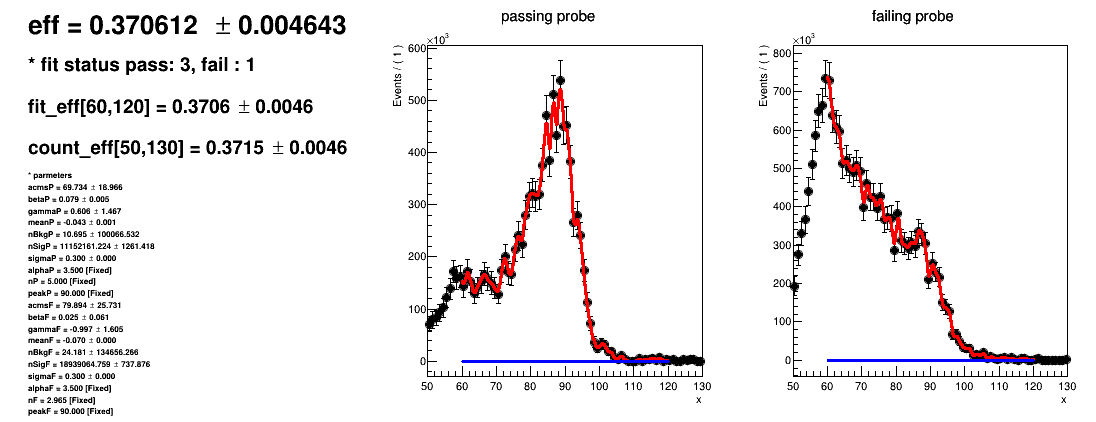 eff = 0.370612 ± 0.004643
* fit status pass: 3, fail : 1
fit_eff[60,120] = 0.3706 ± 0.0046
count_eff[50,130] = 0.3715 ± 0.0046
* parmeters
acmsP = 69.734 ± 18.966
betaP = 0.079 ± 0.005
gammaP = 0.606 ± 1.467
meanP = -0.043 ± 0.001
nBkgP = 10.695 ± 100066.532
nSigP = 11152161.224 ± 1261.418
sigmaP = 0.300 ± 0.000
alphaP = 3.500 [Fixed]
nP = 5.000 [Fixed]
peakP = 90.000 [Fixed]
acmsF = 79.894 ± 25.731
betaF = 0.025 ± 0.061
gammaF = -0.997 ± 1.605
meanF = -0.070 ± 0.000
nBkgF = 24.181 ± 134656.266
nSigF = 18939064.759 ± 737.876
sigmaF = 0.300 ± 0.000
alphaF = 3.500 [Fixed]
nF = 2.965 [Fixed]
peakF = 90.000 [Fixed]
passing probe
×10³
Events / ( 1 )
600
500
400
300
200
100
0
50 60 70 80 90 100 110 120 130
x
failing probe
×10³
Events / ( 1 )
800
700
600
500
400
300
200
100
0
50 60 70 80 90 100 110 120 130
x